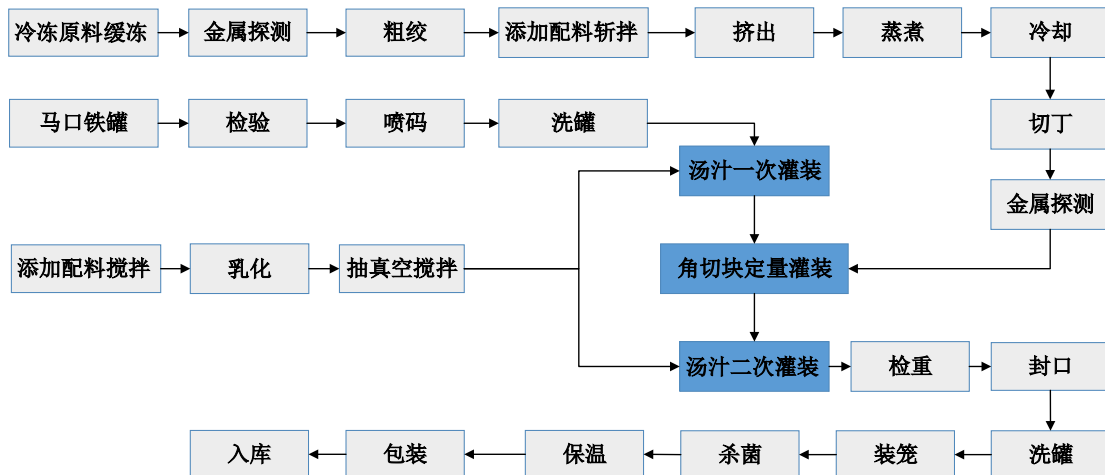 冷冻原料缓冻
金属探测
粗绞
添加配料斩拌
挤出
蒸煮
冷却
马口铁罐
检验
喷码
洗罐
切丁
汤汁一次灌装
金属探测
添加配料搅拌
乳化
抽真空搅拌
角切块定量灌装
汤汁二次灌装
检重
封口
入库
包装
保温
杀菌
装笼
洗罐